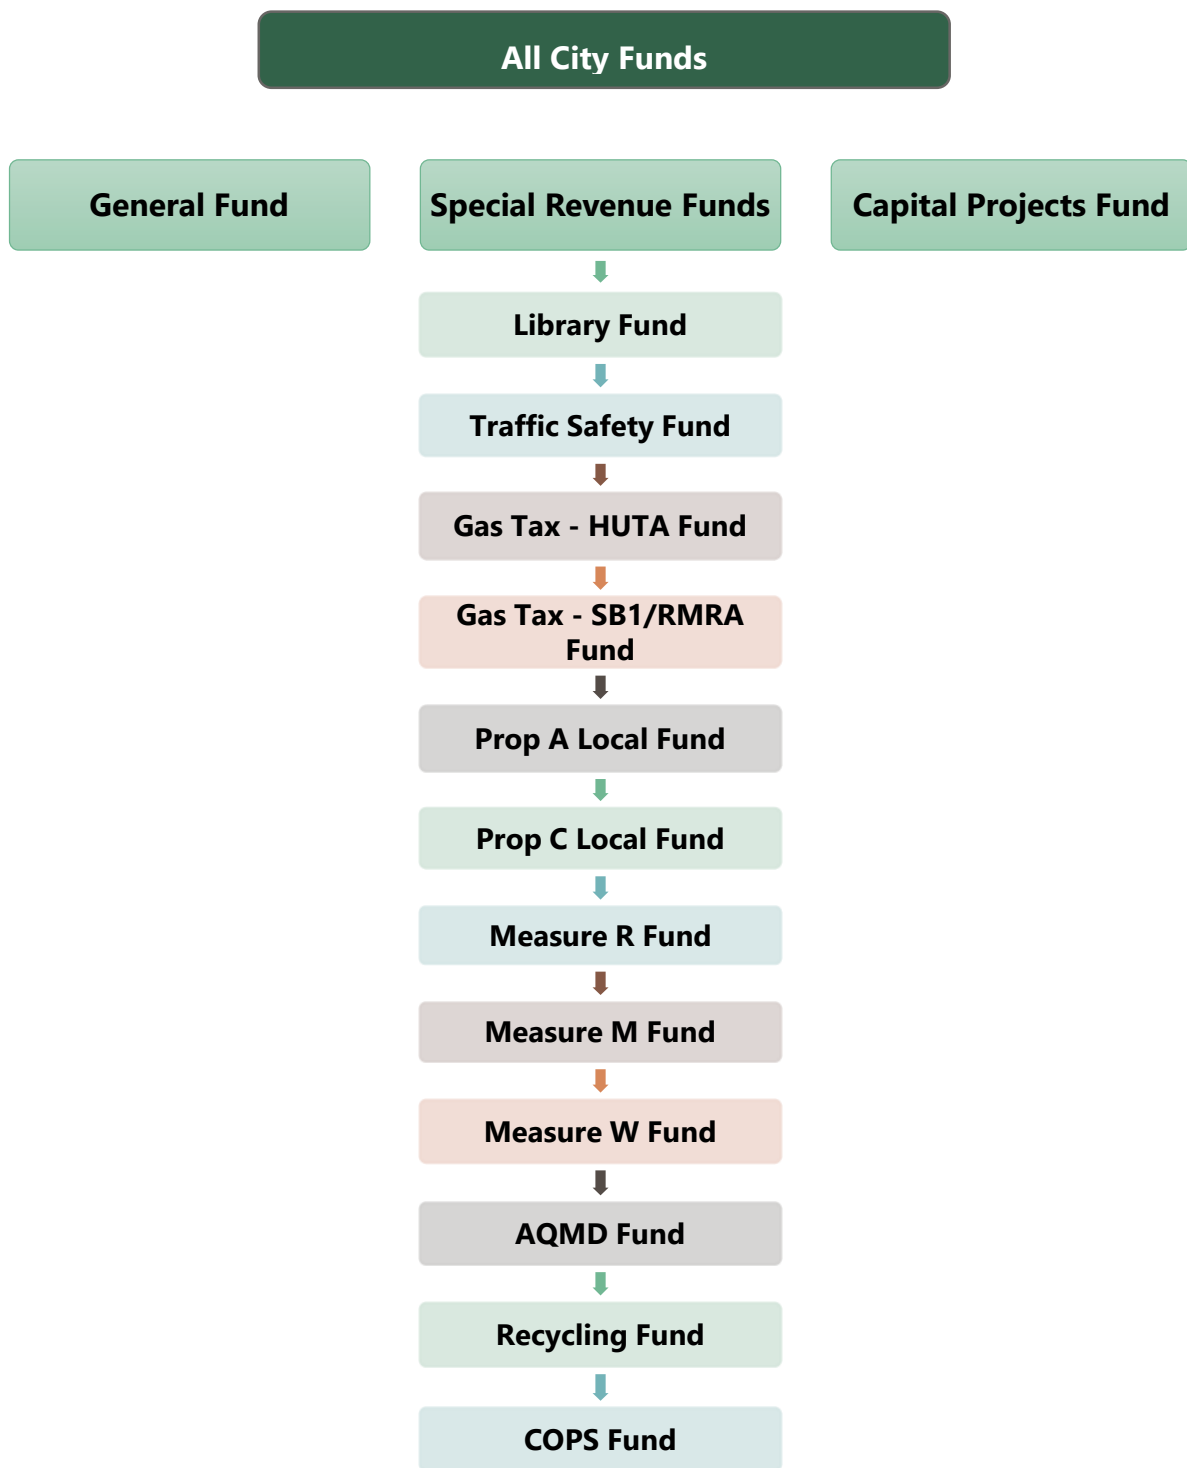 All City Funds
General Fund
Special Revenue Funds
Capital Projects Fund
Library Fund
Traffic Safety Fund
Gas Tax - HUTA Fund
Gas Tax - SB1/RMRA
Fund
Prop A Local Fund
Prop C Local Fund
Measure R Fund
Measure M Fund
Measure W Fund
AQMD Fund
Recycling Fund
COPS Fund